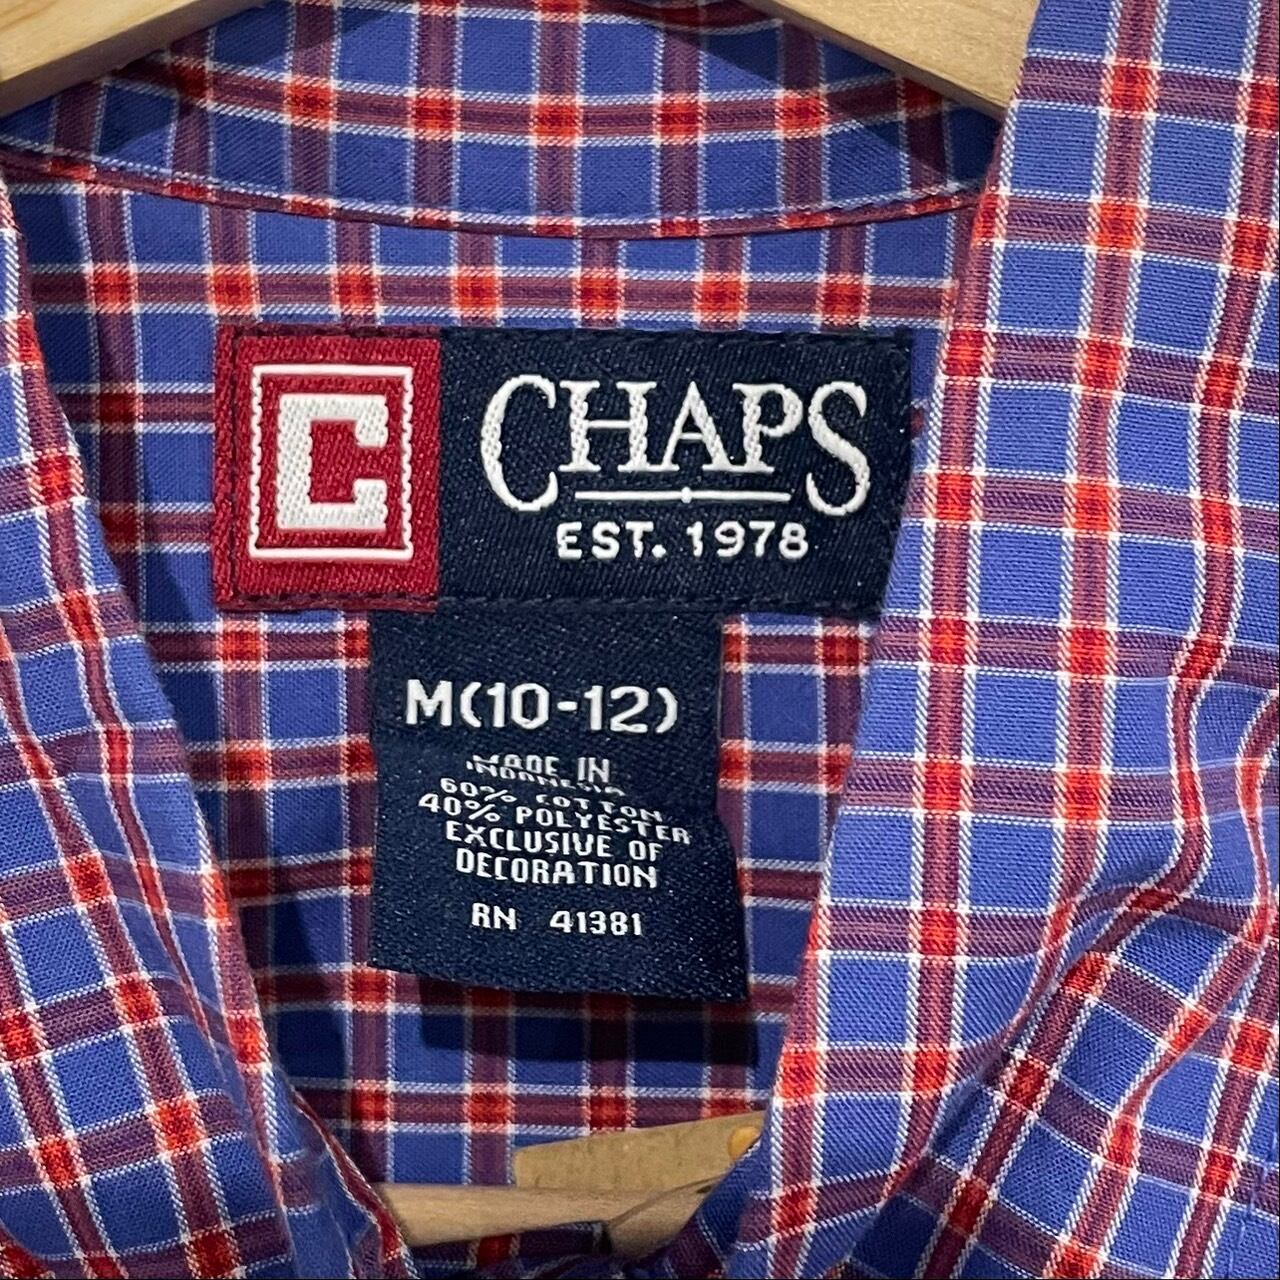 C
CHAPS
EST. 1978
M(10-12)
MADE IN
INDONESIA
60% COTTON
40% POLYESTER
EXCLUSIVE OF
DECORATION
RN 41381